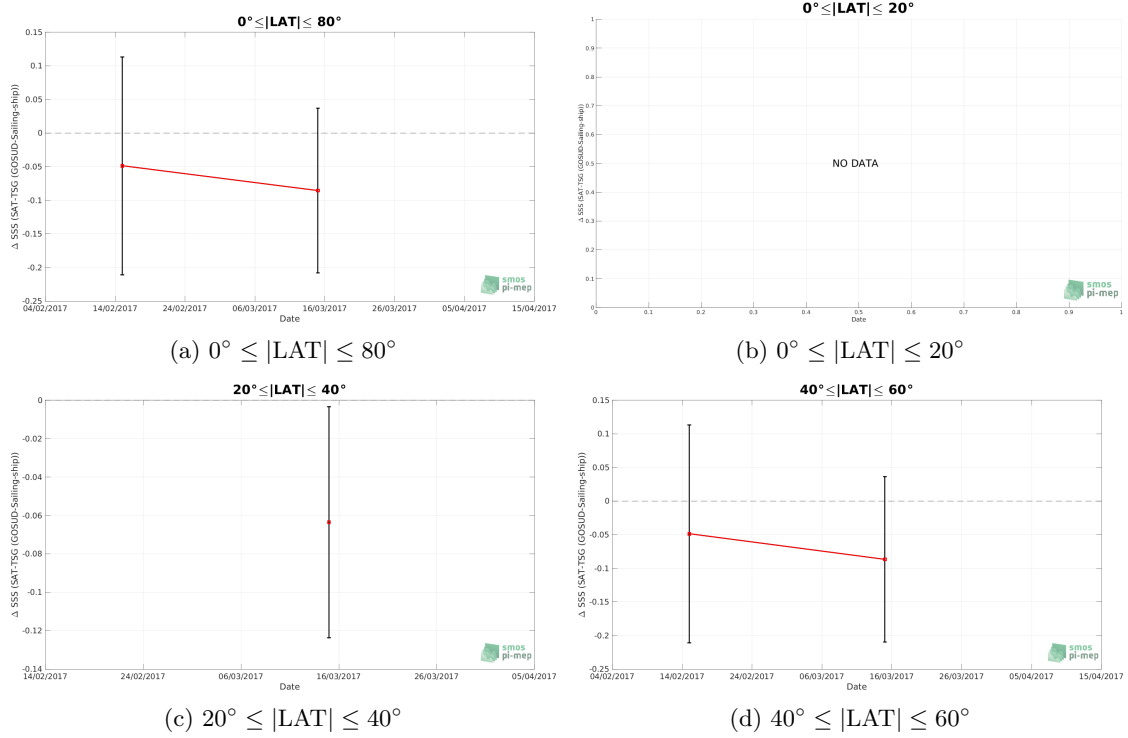 0°≤|LAT|≤ 80°
0.15
0.1
0.05
0
-0.05
-0.1
-0.15
-0.2
-0.25
Δ SSS (SAT-TSG (GOSUD-Sailing-ship))
04/02/2017 14/02/2017 24/02/2017 06/03/2017 16/03/2017 26/03/2017 05/04/2017 15/04/2017
Date
smos
pi-mep
(a) 0° ≤ |LAT| ≤ 80°
0°≤|LAT|≤ 20°
1
0.9
0.8
0.7
0.6
0.5
0.4
0.3
0.2
0.1
0
Δ SSS (SAT-TSG (GOSUD-Sailing-ship))
NO DATA
0 0.1 0.2 0.3 0.4 0.5 0.6 0.7 0.8 0.9 1
Date
smos
pi-mep
(b) 0° ≤ |LAT| ≤ 20°
20°≤|LAT|≤ 40°
0
-0.02
-0.04
-0.06
-0.08
-0.1
-0.12
-0.14
Δ SSS (SAT-TSG (GOSUD-Sailing-ship))
14/02/2017 24/02/2017 06/03/2017 16/03/2017 26/03/2017 05/04/2017
Date
smos
pi-mep
(c) 20° ≤ |LAT| ≤ 40°
40°≤|LAT|≤ 60°
0.15
0.1
0.05
0
-0.05
-0.1
-0.15
-0.2
-0.25
Δ SSS (SAT-TSG (GOSUD-Sailing-ship))
04/02/2017 14/02/2017 24/02/2017 06/03/2017 16/03/2017 26/03/2017 05/04/2017 15/04/2017
Date
smos
pi-mep
(d) 40° ≤ |LAT| ≤ 60°